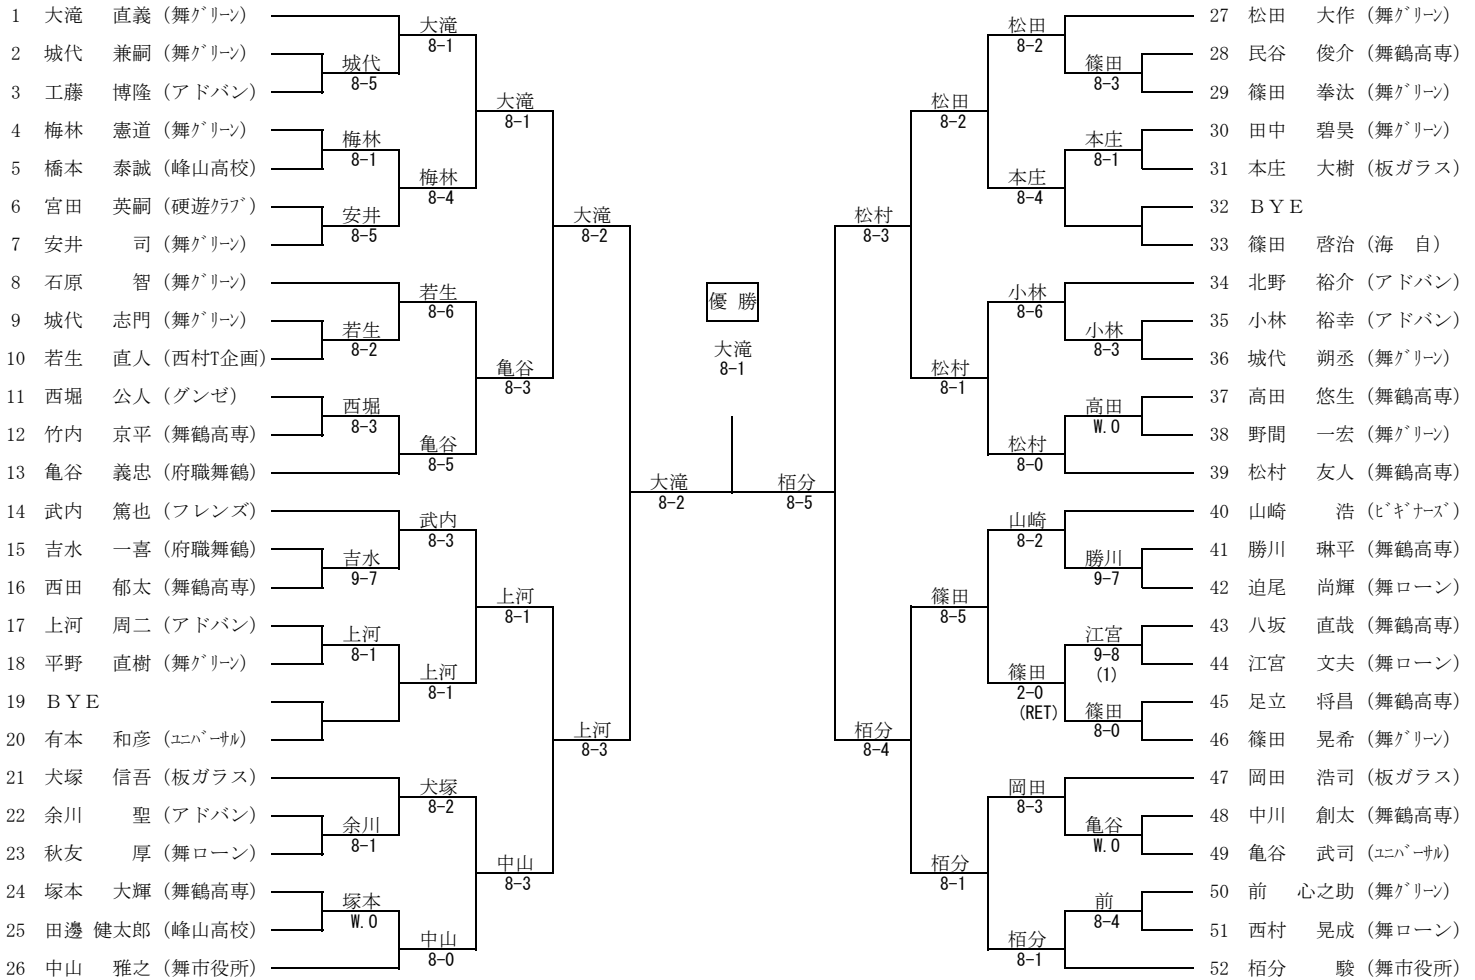 1 大滝 直義 (舞ｸﾞﾘｰﾝ)
2 城代 兼嗣 (舞ｸﾞﾘｰﾝ)
3 工藤 博隆 (アドバン)
4 梅林 憲道 (舞ｸﾞﾘｰﾝ)
5 橋本 泰誠 (峰山高校)
6 宮田 英嗣 (硬遊ｸﾗﾌﾞ)
7 安井 司 (舞ｸﾞﾘｰﾝ)
8 石原 智 (舞ｸﾞﾘｰﾝ)
9 城代 志門 (舞ｸﾞﾘｰﾝ)
10 若生 直人 (西村T企画)
11 西堀 公人 (グンゼ)
12 竹内 京平 (舞鶴高専)
13 亀谷 義忠 (府職舞鶴)
14 武内 篤也 (フレンズ)
15 吉水 一喜 (府職舞鶴)
16 西田 郁太 (舞鶴高専)
17 上河 周二 (アドバン)
18 平野 直樹 (舞ｸﾞﾘｰﾝ)
19 ＢＹＥ
20 有本 和彦 (ﾕﾆﾊﾞｰｻﾙ)
21 犬塚 信吾 (板ガラス)
22 余川 聖 (アドバン)
23 秋友 厚 (舞ローン)
24 塚本 大輝 (舞鶴高専)
25 田邊 健太郎 (峰山高校)
26 中山 雅之 (舞市役所)
城代
8-5
梅林
8-1
安井
8-5
若生
8-2
西堀
8-3
吉水
9-7
上河
8-1
余川
8-1
塚本
W.O
大滝
8-1
梅林
8-4
若生
8-6
亀谷
8-5
武内
8-3
上河
8-1
犬塚
8-2
中山
8-0
大滝
8-1
亀谷
8-3
上河
8-1
中山
8-3
大滝
8-2
上河
8-3
大滝
8-2
優 勝
大滝
8-1
栢分
8-5
松村
8-3
栢分
8-4
松田
8-2
松村
8-1
篠田
8-5
栢分
8-1
松田
8-2
本庄
8-4
小林
8-6
松村
8-0
山崎
8-2
篠田
2-0
(RET)
岡田
8-3
栢分
8-1
篠田
8-3
本庄
8-1
小林
8-3
高田
W.O
勝川
9-7
江宮
9-8
(1)
篠田
8-0
亀谷
W.O
前
8-4
27 松田 大作 (舞ｸﾞﾘｰﾝ)
28 民谷 俊介 (舞鶴高専)
29 篠田 拳汰 (舞ｸﾞﾘｰﾝ)
30 田中 碧昊 (舞ｸﾞﾘｰﾝ)
31 本庄 大樹 (板ガラス)
32 ＢＹＥ
33 篠田 啓治 (海 自)
34 北野 裕介 (アドバン)
35 小林 裕幸 (アドバン)
36 城代 朔丞 (舞ｸﾞﾘｰﾝ)
37 高田 悠生 (舞鶴高専)
38 野間 一宏 (舞ｸﾞﾘｰﾝ)
39 松村 友人 (舞鶴高専)
40 山崎 浩 (ﾋﾞｷﾞﾅｰｽﾞ)
41 勝川 琳平 (舞鶴高専)
42 迫尾 尚輝 (舞ローン)
43 八坂 直哉 (舞鶴高専)
44 江宮 文夫 (舞ローン)
45 足立 将昌 (舞鶴高専)
46 篠田 晃希 (舞ｸﾞﾘｰﾝ)
47 岡田 浩司 (板ガラス)
48 中川 創太 (舞鶴高専)
49 亀谷 武司 (ﾕﾆﾊﾞｰｻﾙ)
50 前 心之助 (舞ｸﾞﾘｰﾝ)
51 西村 晃成 (舞ローン)
52 栢分 駿 (舞市役所)